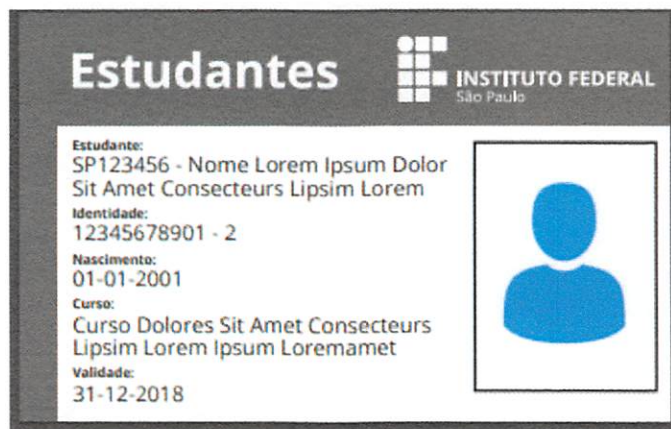 Estudantes
INSTITUTO FEDERAL
São Paulo
Estudante:
SP123456 - Nome Lorem Ipsum Dolor
Sit Amet Consecteurs Lipsim Lorem
Identidade:
12345678901 - 2
Nascimento:
01-01-2001
Curso:
Curso Dolores Sit Amet Consecteurs
Lipsim Lorem Ipsum Loremamet
Validade:
31-12-2018